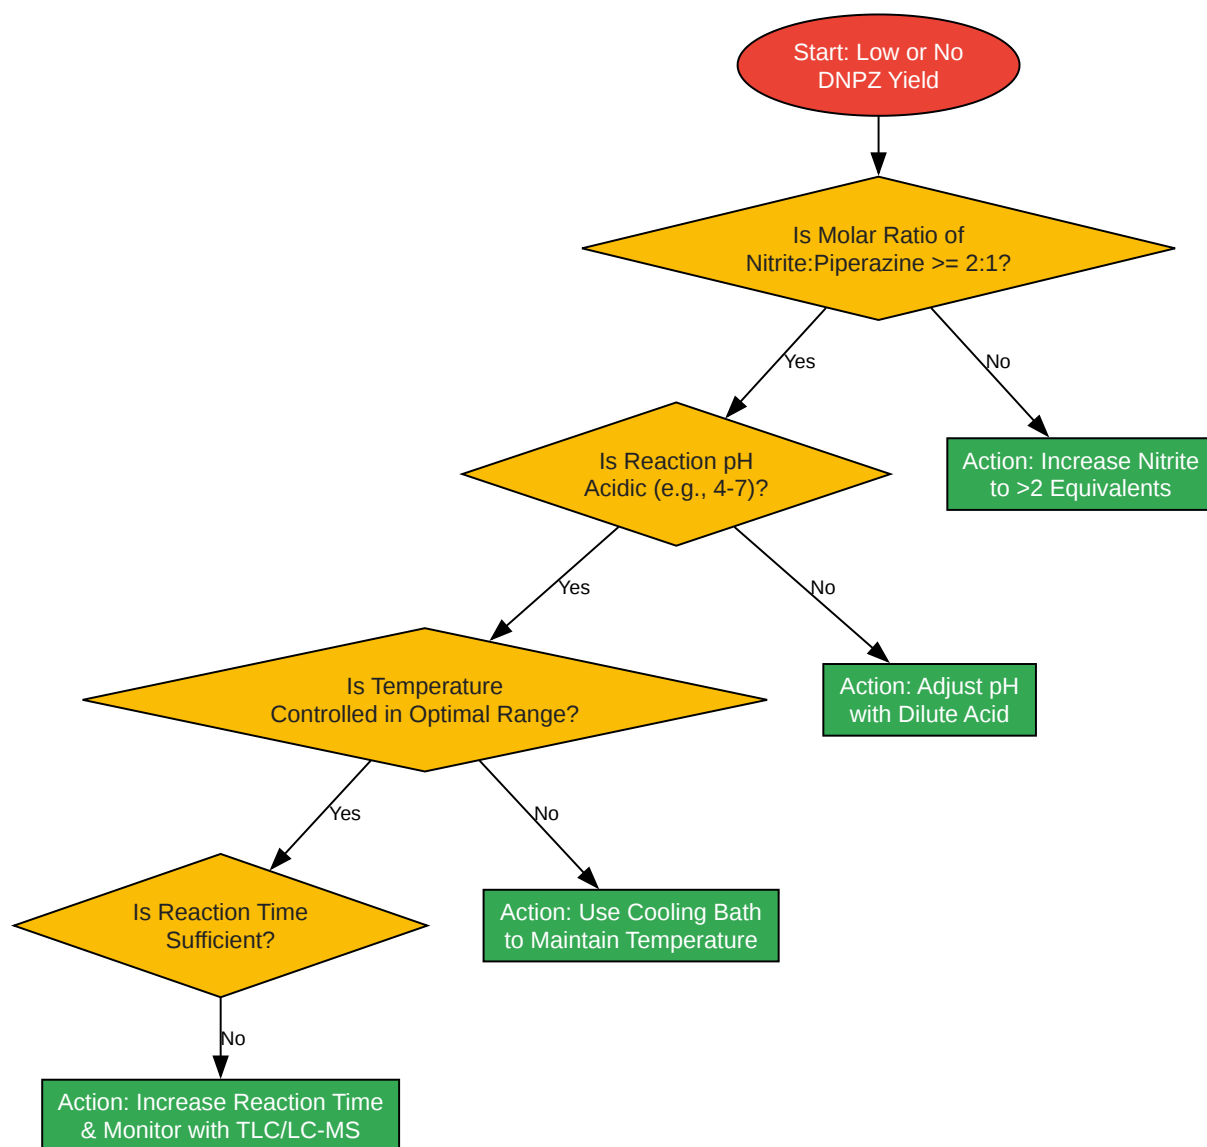 Start: Low or No
DNPZ Yield
Is Molar Ratio of
Nitrite:Piperazine >= 2:1?
Yes
No
Is Reaction pH
Acidic (e.g., 4-7)?
Action: Increase Nitrite
to >2 Equivalents
Yes
No
Is Temperature
Controlled in Optimal Range?
Action: Adjust pH
with Dilute Acid
Yes
No
Is Reaction Time
Sufficient?
Action: Use Cooling Bath
to Maintain Temperature
No
Action: Increase Reaction Time
& Monitor with TLC/LC-MS